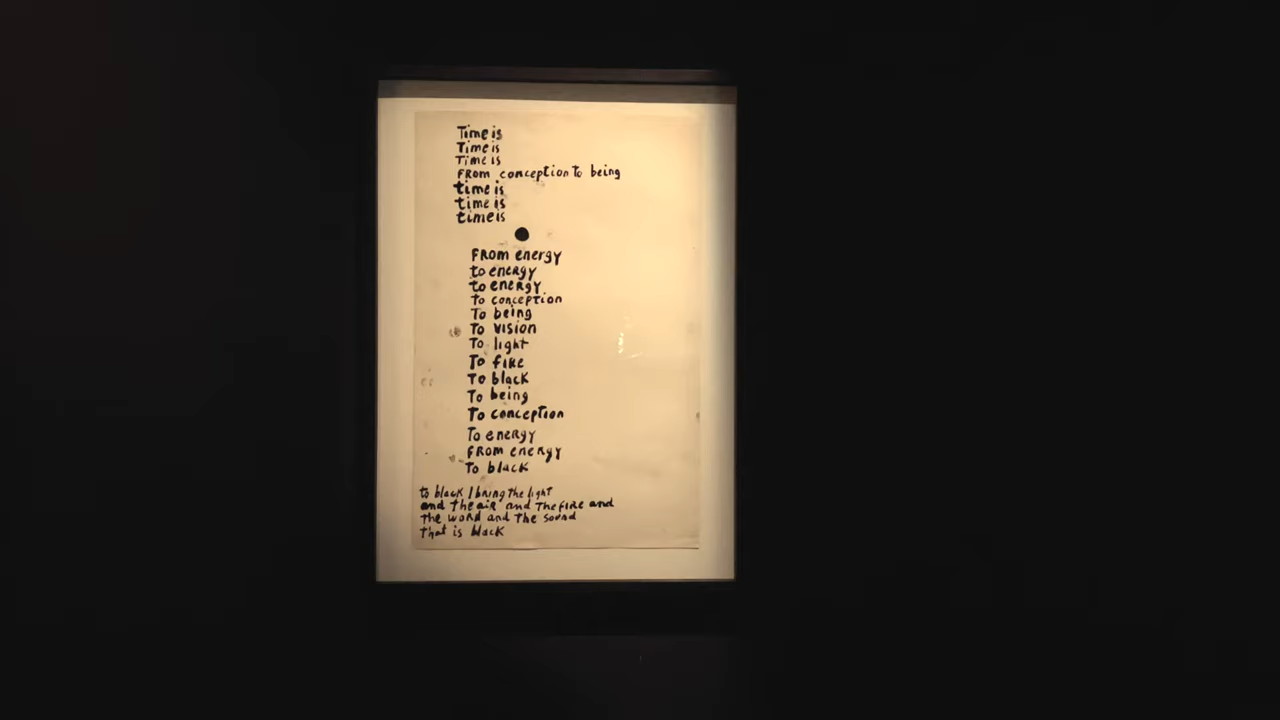 Time is
Time is
Time is
FROM conception To being
time is
time is
time is
FROM energy
to eneRgy
to eneRgy
To conception
To being
To vision
To light
To fiRe
To black
To being
To conception
To eneRgy
FROM eneRgy
To black
to black I bring the light
and the aiR and The fiRe and
The woRd and The sound
That is black